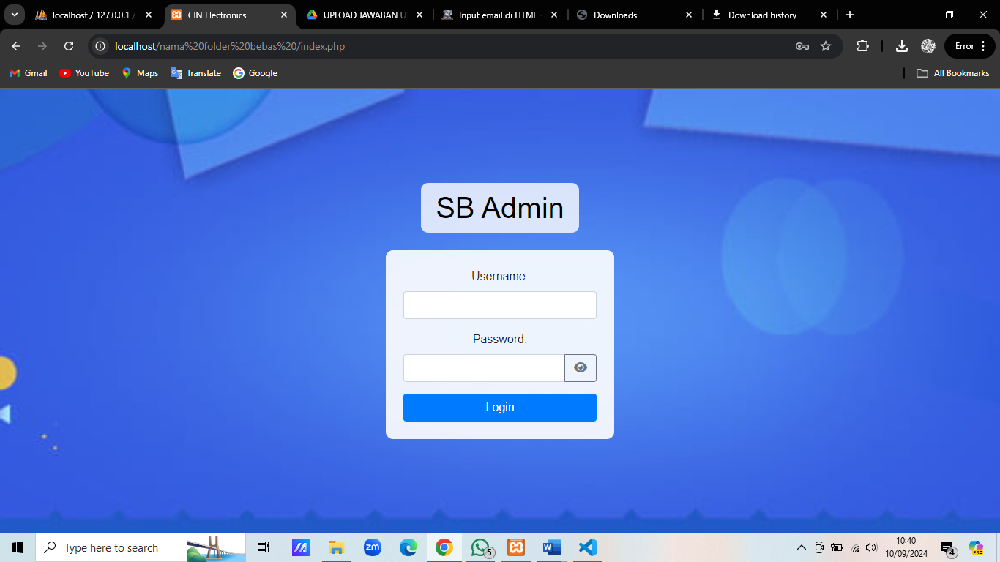 localhost / 127.0.0.1 /
CIN Electronics
UPLOAD JAWABAN U
Input email di HTML
Downloads
Download history
localhost/nama%20folder%20bebas%20/index.php
Error
Gmail
YouTube
Maps
Translate
Google
All Bookmarks
SB Admin
Username:
Password:
Login
Type here to search
zm
5
10:40
10/09/2024
4
PRE